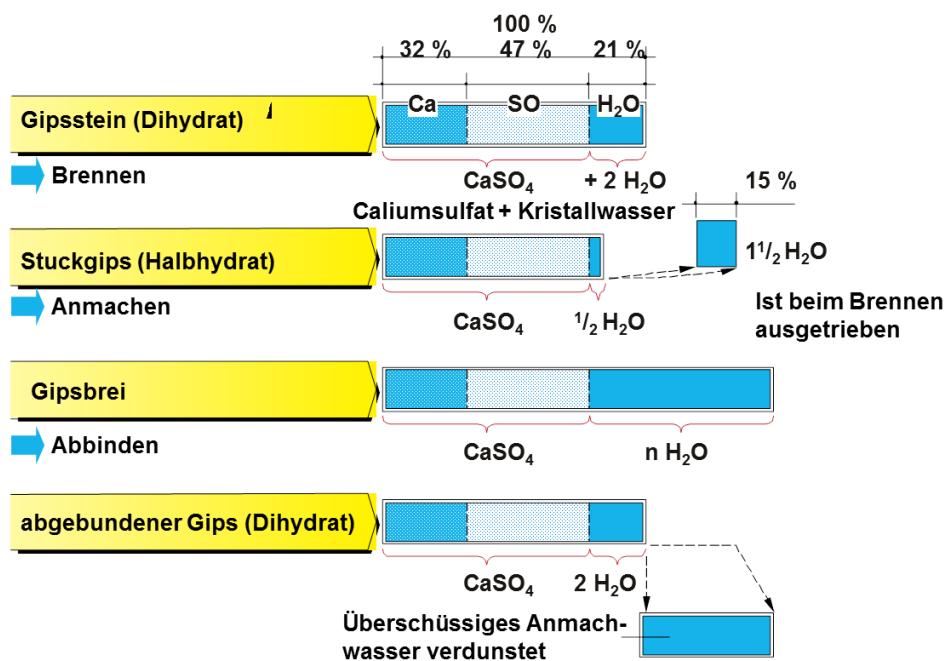 100 %
32 % 47 % 21 %
Ca SO H₂O
Gipsstein (Dihydrat)
Brennen
CaSO₄ + 2 H₂O
Caliumsulfat + Kristallwasser
15 %
Stuckgips (Halbhydrat)
1¹/₂ H₂O
Anmachen
CaSO₄ ¹/₂ H₂O
Ist beim Brennen
ausgetrieben
Gipsbrei
Abbinden
CaSO₄ n H₂O
abgebundener Gips (Dihydrat)
CaSO₄ 2 H₂O
Überschüssiges Anmach-
wasser verdunstet